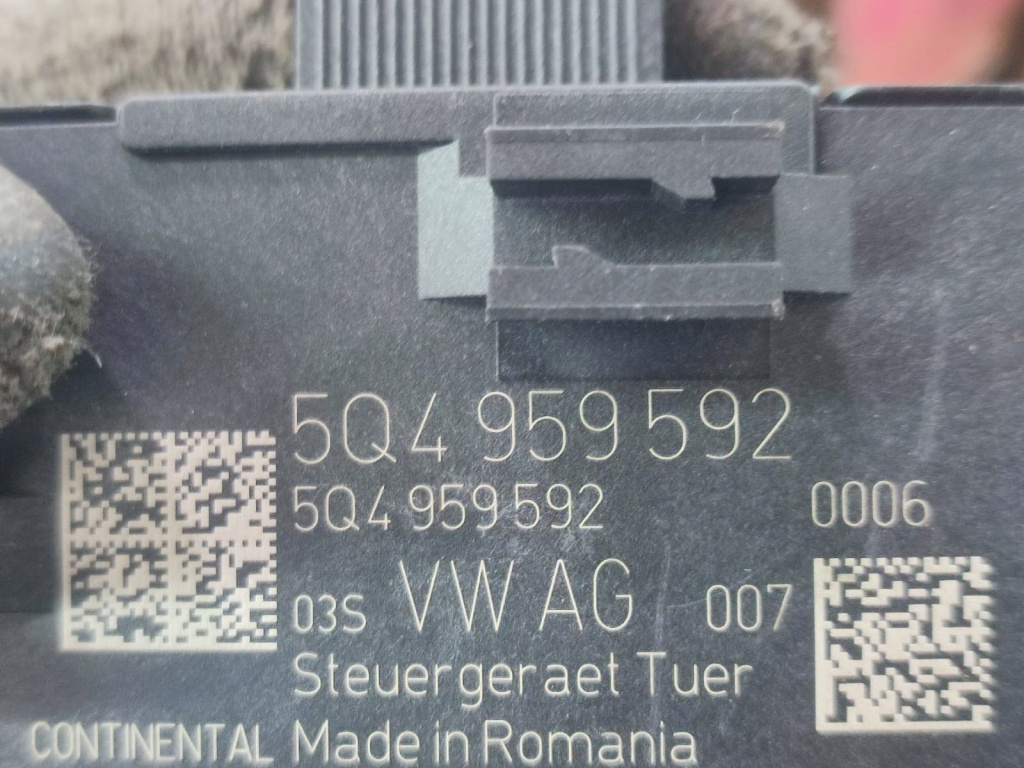 5Q4 959 592
5Q4 959 592 0006
03S VW AG 007
Steuergeraet Tuer
CONTINENTAL Made in Romania